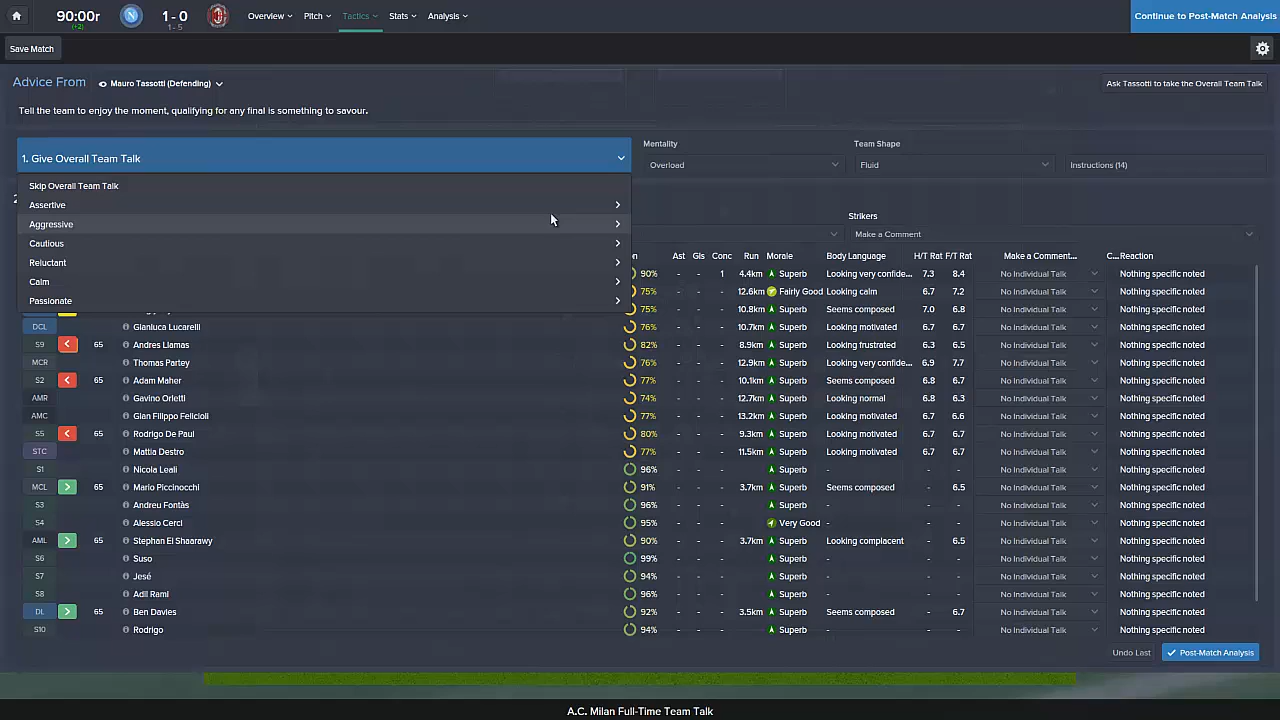 90:00r
(+2)
1 - 0
1 - 5
Overview
Pitch
Tactics
Stats
Analysis
Continue to Post-Match Analysis
Save Match
Advice From
Mauro Tassotti (Defending)
Ask Tassotti to take the Overall Team Talk
Tell the team to enjoy the moment, qualifying for any final is something to savour.
1. Give Overall Team Talk
Mentality
Team Shape
Overload
Fluid
Instructions (14)
Skip Overall Team Talk
Assertive
Aggressive
Cautious
Reluctant
Calm
Passionate
Strikers
Make a Comment
Ast Gls Conc Run Morale Body Language H/T Rat F/T Rat Make a Comment... C... Reaction
90% - - 1 4.4km Superb Looking very confide... 7.3 8.4 No Individual Talk Nothing specific noted
75% - - - 12.6km Fairly Good Looking calm 6.7 7.2 No Individual Talk Nothing specific noted
75% - - - 10.8km Superb Seems composed 7.0 6.8 No Individual Talk Nothing specific noted
DCL Gianluca Lucarelli 76% - - - 10.7km Superb Looking motivated 6.7 6.7 No Individual Talk Nothing specific noted
S9 65 Andres Llamas 82% - - - 8.9km Superb Looking frustrated 6.3 6.5 No Individual Talk Nothing specific noted
MCR Thomas Partey 76% - - - 12.9km Superb Looking very confide... 6.9 7.7 No Individual Talk Nothing specific noted
S2 65 Adam Maher 77% - - - 10.1km Superb Seems composed 6.8 6.7 No Individual Talk Nothing specific noted
AMR Gavino Orletti 74% - - - 12.7km Superb Looking normal 6.8 6.3 No Individual Talk Nothing specific noted
AMC Gian Filippo Felicioli 77% - - - 13.2km Superb Looking motivated 6.7 6.6 No Individual Talk Nothing specific noted
S5 65 Rodrigo De Paul 80% - - - 9.3km Superb Looking motivated 6.7 6.7 No Individual Talk Nothing specific noted
STC Mattia Destro 77% - - - 11.5km Superb Looking motivated 6.7 6.7 No Individual Talk Nothing specific noted
S1 Nicola Leali 96% - - - Superb - - - No Individual Talk Nothing specific noted
MCL 65 Mario Piccinocchi 91% - - - 3.7km Superb Seems composed - 6.5 No Individual Talk Nothing specific noted
S3 Andreu Fontàs 96% - - - Superb - - - No Individual Talk Nothing specific noted
S4 Alessio Cerci 95% - - - Very Good - - - No Individual Talk Nothing specific noted
AML 65 Stephan El Shaarawy 90% - - - 3.7km Superb Looking complacent - 6.5 No Individual Talk Nothing specific noted
S6 Suso 99% - - - Superb - - - No Individual Talk Nothing specific noted
S7 Jesé 94% - - - Superb - - - No Individual Talk Nothing specific noted
S8 Adil Rami 96% - - - Superb - - - No Individual Talk Nothing specific noted
DL 65 Ben Davies 92% - - - 3.5km Superb Seems composed - 6.7 No Individual Talk Nothing specific noted
S10 Rodrigo 94% - - - Superb - - - No Individual Talk Nothing specific noted
Undo Last
Post-Match Analysis
A.C. Milan Full-Time Team Talk